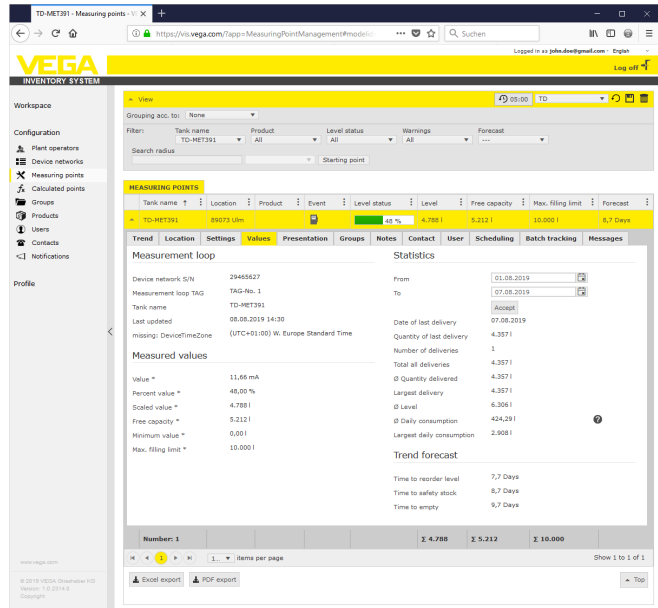 TD-MET391 - Measuring points - V
https://vis.vega.com/?app=MeasuringPointManagement#modelid
Suchen
Logged in as john.doe@gmail.com - English
VEGA
INVENTORY SYSTEM
Log off
Workspace
Configuration
Plant operators
Device networks
Measuring points
Calculated points
Groups
Products
Users
Contacts
Notifications
Profile
www.vega.com
© 2019 VEGA Grieshaber KG
Version: 1.0.2314.0
Copyright
View
05:00
TD
Grouping acc. to: None
Filter: Tank name Product Level status Warnings Forecast
TD-MET391 All All All ---
Search radius
Starting point
MEASURING POINTS
Tank name ↑ Location Product Event Level status Level Free capacity Max. filling limit Forecast
TD-MET391 89073 Ulm 48 % 4.788 l 5.212 l 10.000 l 8,7 Days
Trend Location Settings Values Presentation Groups Notes Contact User Scheduling Batch tracking Messages
Measurement loop
Device network S/N 29465627
Measurement loop TAG TAG-No. 1
Tank name TD-MET391
Last updated 08.08.2019 14:30
missing: DeviceTimeZone (UTC+01:00) W. Europe Standard Time
Measured values
Value * 11,66 mA
Percent value * 48,00 %
Scaled value * 4.788 l
Free capacity * 5.212 l
Minimum value * 0,00 l
Max. filling limit * 10.000 l
Statistics
From 01.08.2019
To 07.08.2019
Accept
Date of last delivery 07.08.2019
Quantity of last delivery 4.357 l
Number of deliveries 1
Total all deliveries 4.357 l
Ø Quantity delivered 4.357 l
Largest delivery 4.357 l
Ø Level 6.306 l
Ø Daily consumption 424,29 l
Largest daily consumption 2.908 l
Trend forecast
Time to reorder level 7,7 Days
Time to safety stock 8,7 Days
Time to empty 9,7 Days
Number: 1 Σ 4.788 Σ 5.212 Σ 10.000
1 1... items per page Show 1 to 1 of 1
Excel export PDF export Top